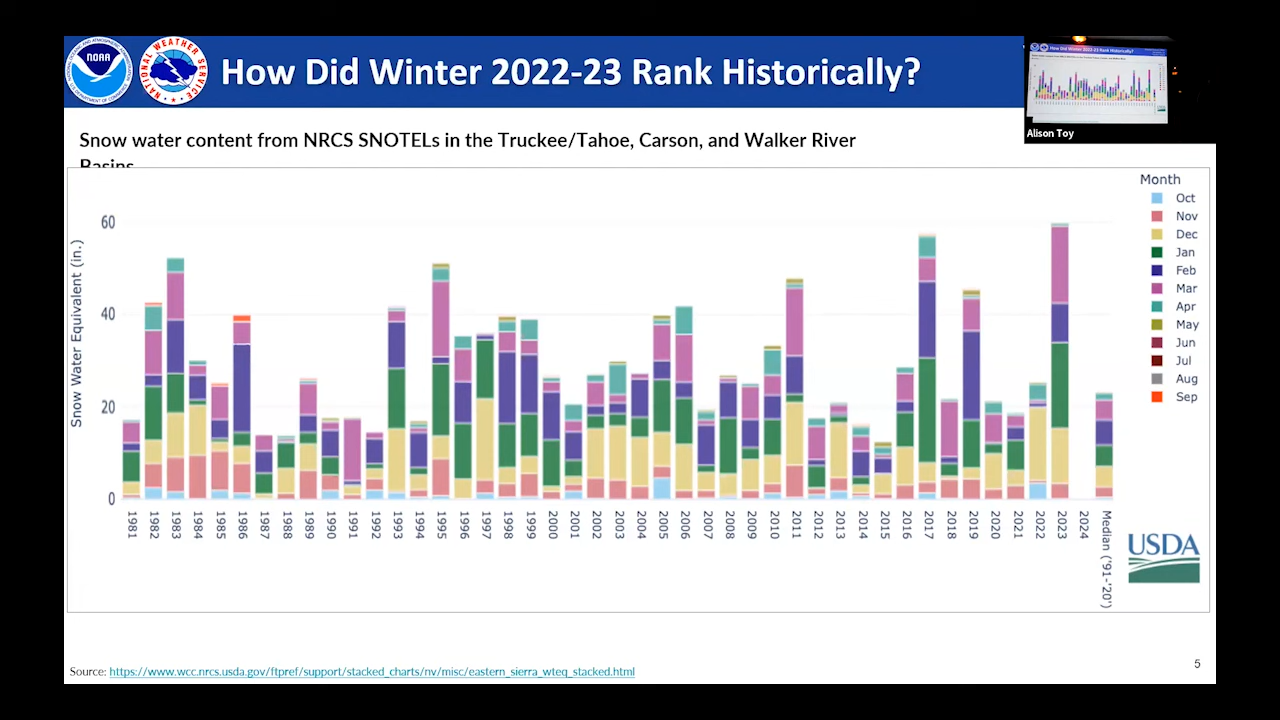 NOAA
NATIONAL WEATHER SERVICE
How Did Winter 2022-23 Rank Historically?
Alison Toy
Snow water content from NRCS SNOTELs in the Truckee/Tahoe, Carson, and Walker River
Basins
Month
Oct
Nov
Dec
Jan
Feb
Mar
Apr
May
Jun
Jul
Aug
Sep
Snow Water Equivalent (in.)
60
40
20
0
1981
1982
1983
1984
1985
1986
1987
1988
1989
1990
1991
1992
1993
1994
1995
1996
1997
1998
1999
2000
2001
2002
2003
2004
2005
2006
2007
2008
2009
2010
2011
2012
2013
2014
2015
2016
2017
2018
2019
2020
2021
2022
2023
2024
Median ('91-'20)
USDA
Source: https://www.wcc.nrcs.usda.gov/ftpref/support/stacked_charts/nv/misc/eastern_sierra_wteq_stacked.html
5